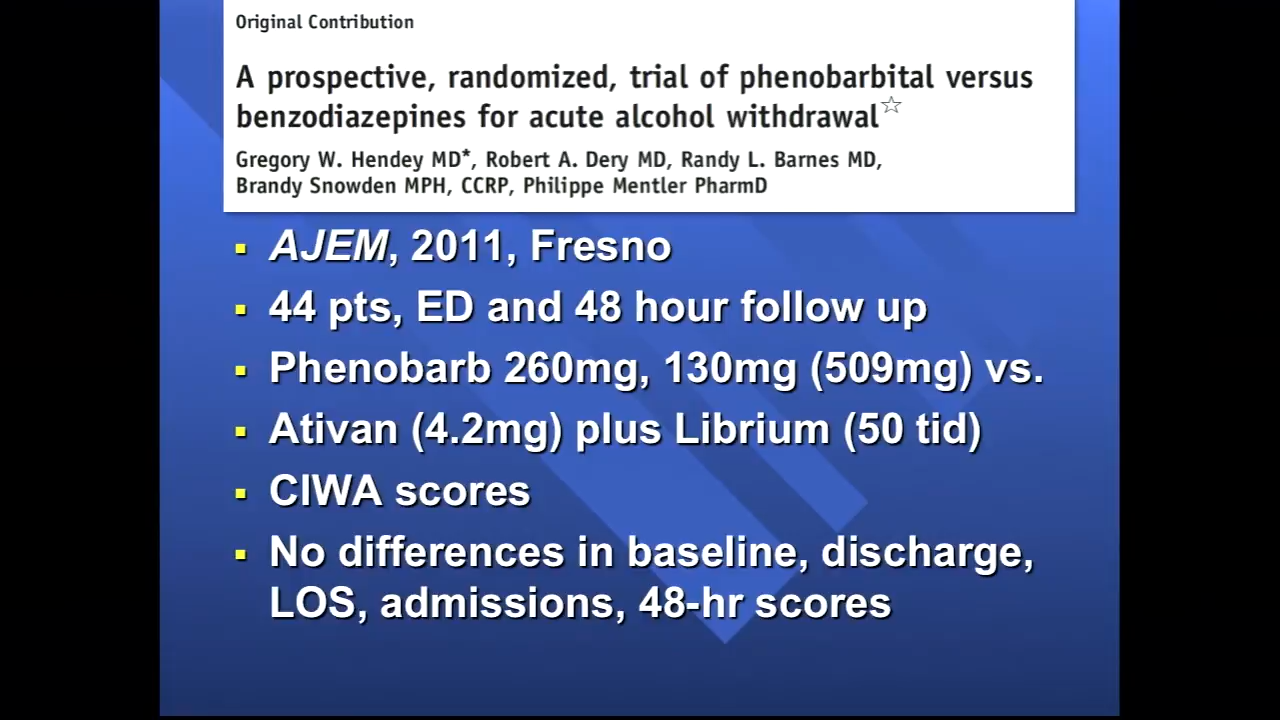 Original Contribution
A prospective, randomized, trial of phenobarbital versus
benzodiazepines for acute alcohol withdrawal☆
Gregory W. Hendey MD*, Robert A. Dery MD, Randy L. Barnes MD,
Brandy Snowden MPH, CCRP, Philippe Mentler PharmD
▪ AJEM, 2011, Fresno
▪ 44 pts, ED and 48 hour follow up
▪ Phenobarb 260mg, 130mg (509mg) vs.
▪ Ativan (4.2mg) plus Librium (50 tid)
▪ CIWA scores
▪ No differences in baseline, discharge,
LOS, admissions, 48-hr scores